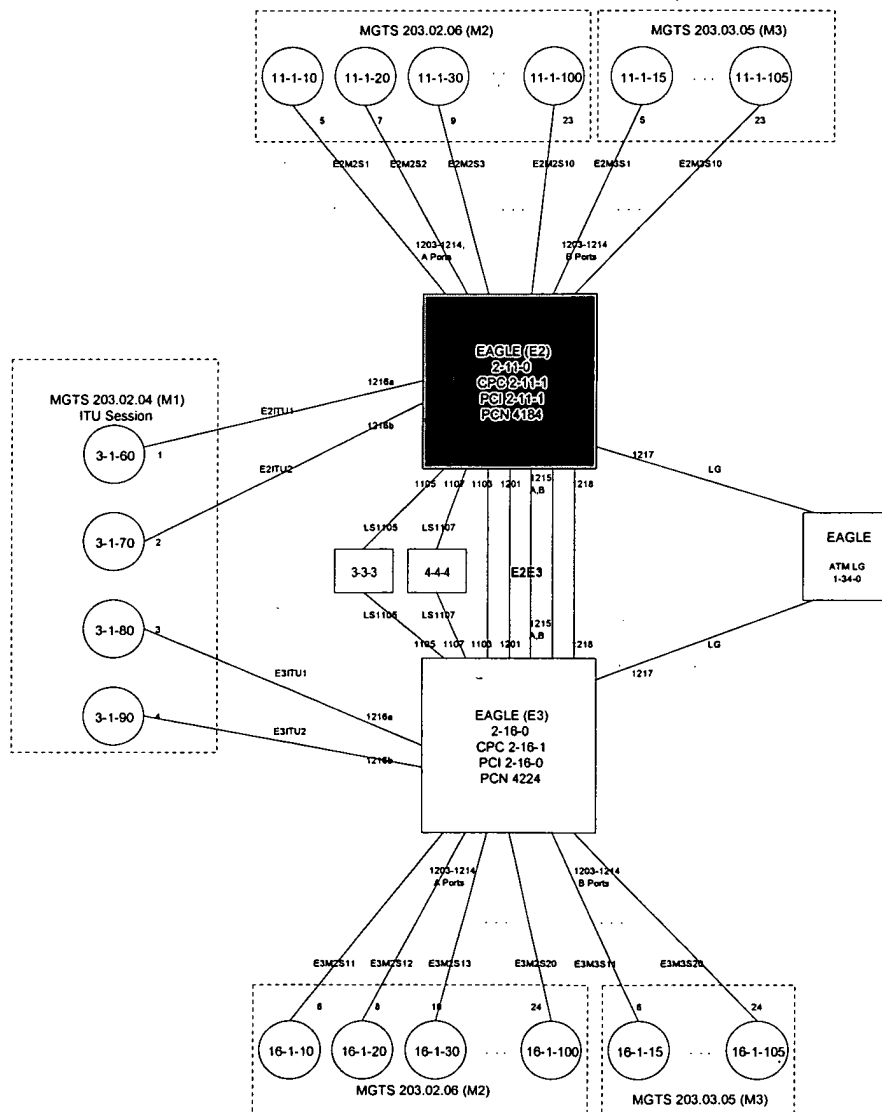 MGTS 203.02.06 (M2)
MGTS 203.03.05 (M3)
11-1-10
11-1-20
11-1-30
. . .
11-1-100
11-1-15
. . .
11-1-105
5
7
9
23
5
23
E2M2S1
E2M2S2
E2M2S3
E2M2S10
E2M3S1
E2M3S10
. . .
. . .
1203-1214,
A Ports
1203-1214
B Ports
EAGLE (E2)
2-11-0
CPC 2-11-1
PCI 2-11-1
PCN 4184
MGTS 203.02.04 (M1)
ITU Session
3-1-60
1
3-1-70
2
3-1-80
3
3-1-90
4
E2ITU1
1216a
E2ITU2
1216b
E3ITU1
1216a
E3ITU2
1216b
1105
1107
1103
1201
1215
A,B
1218
1217
LG
LS1105
LS1107
3-3-3
4-4-4
E2E3
EAGLE
ATM LG
1-34-0
LS1105
LS1107
1105
1107
1103
1201
1215
A,B
1218
1217
LG
EAGLE (E3)
2-16-0
CPC 2-16-1
PCI 2-16-0
PCN 4224
1203-1214
A Ports
1203-1214
B Ports
. . .
. . .
E3M2S11
E3M2S12
E3M2S13
E3M2S20
E3M3S11
E3M3S20
6
8
24
6
24
16-1-10
16-1-20
16-1-30
. . .
16-1-100
16-1-15
. . .
16-1-105
MGTS 203.02.06 (M2)
MGTS 203.03.05 (M3)